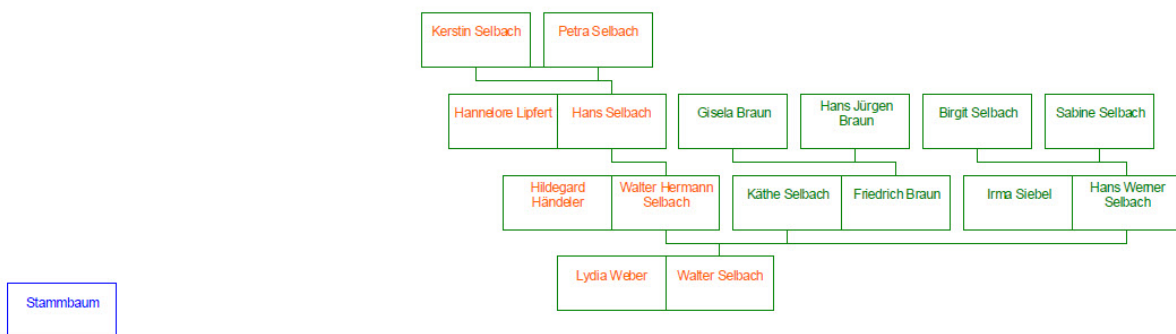 Kerstin Selbach
Petra Selbach
Hannelore Lipfert
Hans Selbach
Gisela Braun
Hans Jürgen
Braun
Birgit Selbach
Sabine Selbach
Hildegard
Händeler
Walter Hermann
Selbach
Käthe Selbach
Friedrich Braun
Irma Siebel
Hans Werner
Selbach
Lydia Weber
Walter Selbach
Stammbaum